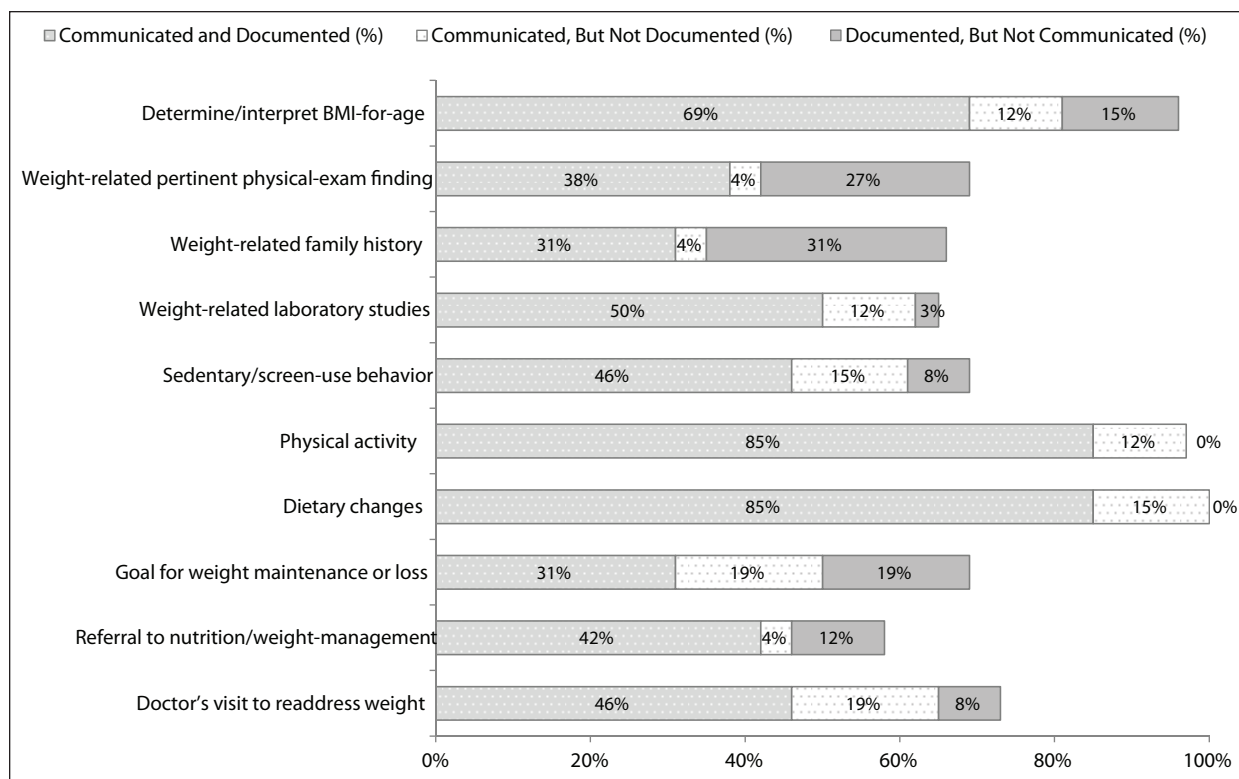 Communicated and Documented (%) Communicated, But Not Documented (%) Documented, But Not Communicated (%)
Determine/interpret BMI-for-age 69% 12% 15%
Weight-related pertinent physical-exam finding 38% 4% 27%
Weight-related family history 31% 4% 31%
Weight-related laboratory studies 50% 12% 3%
Sedentary/screen-use behavior 46% 15% 8%
Physical activity 85% 12% 0%
Dietary changes 85% 15% 0%
Goal for weight maintenance or loss 31% 19% 19%
Referral to nutrition/weight-management 42% 4% 12%
Doctor’s visit to readdress weight 46% 19% 8%
0% 20% 40% 60% 80% 100%